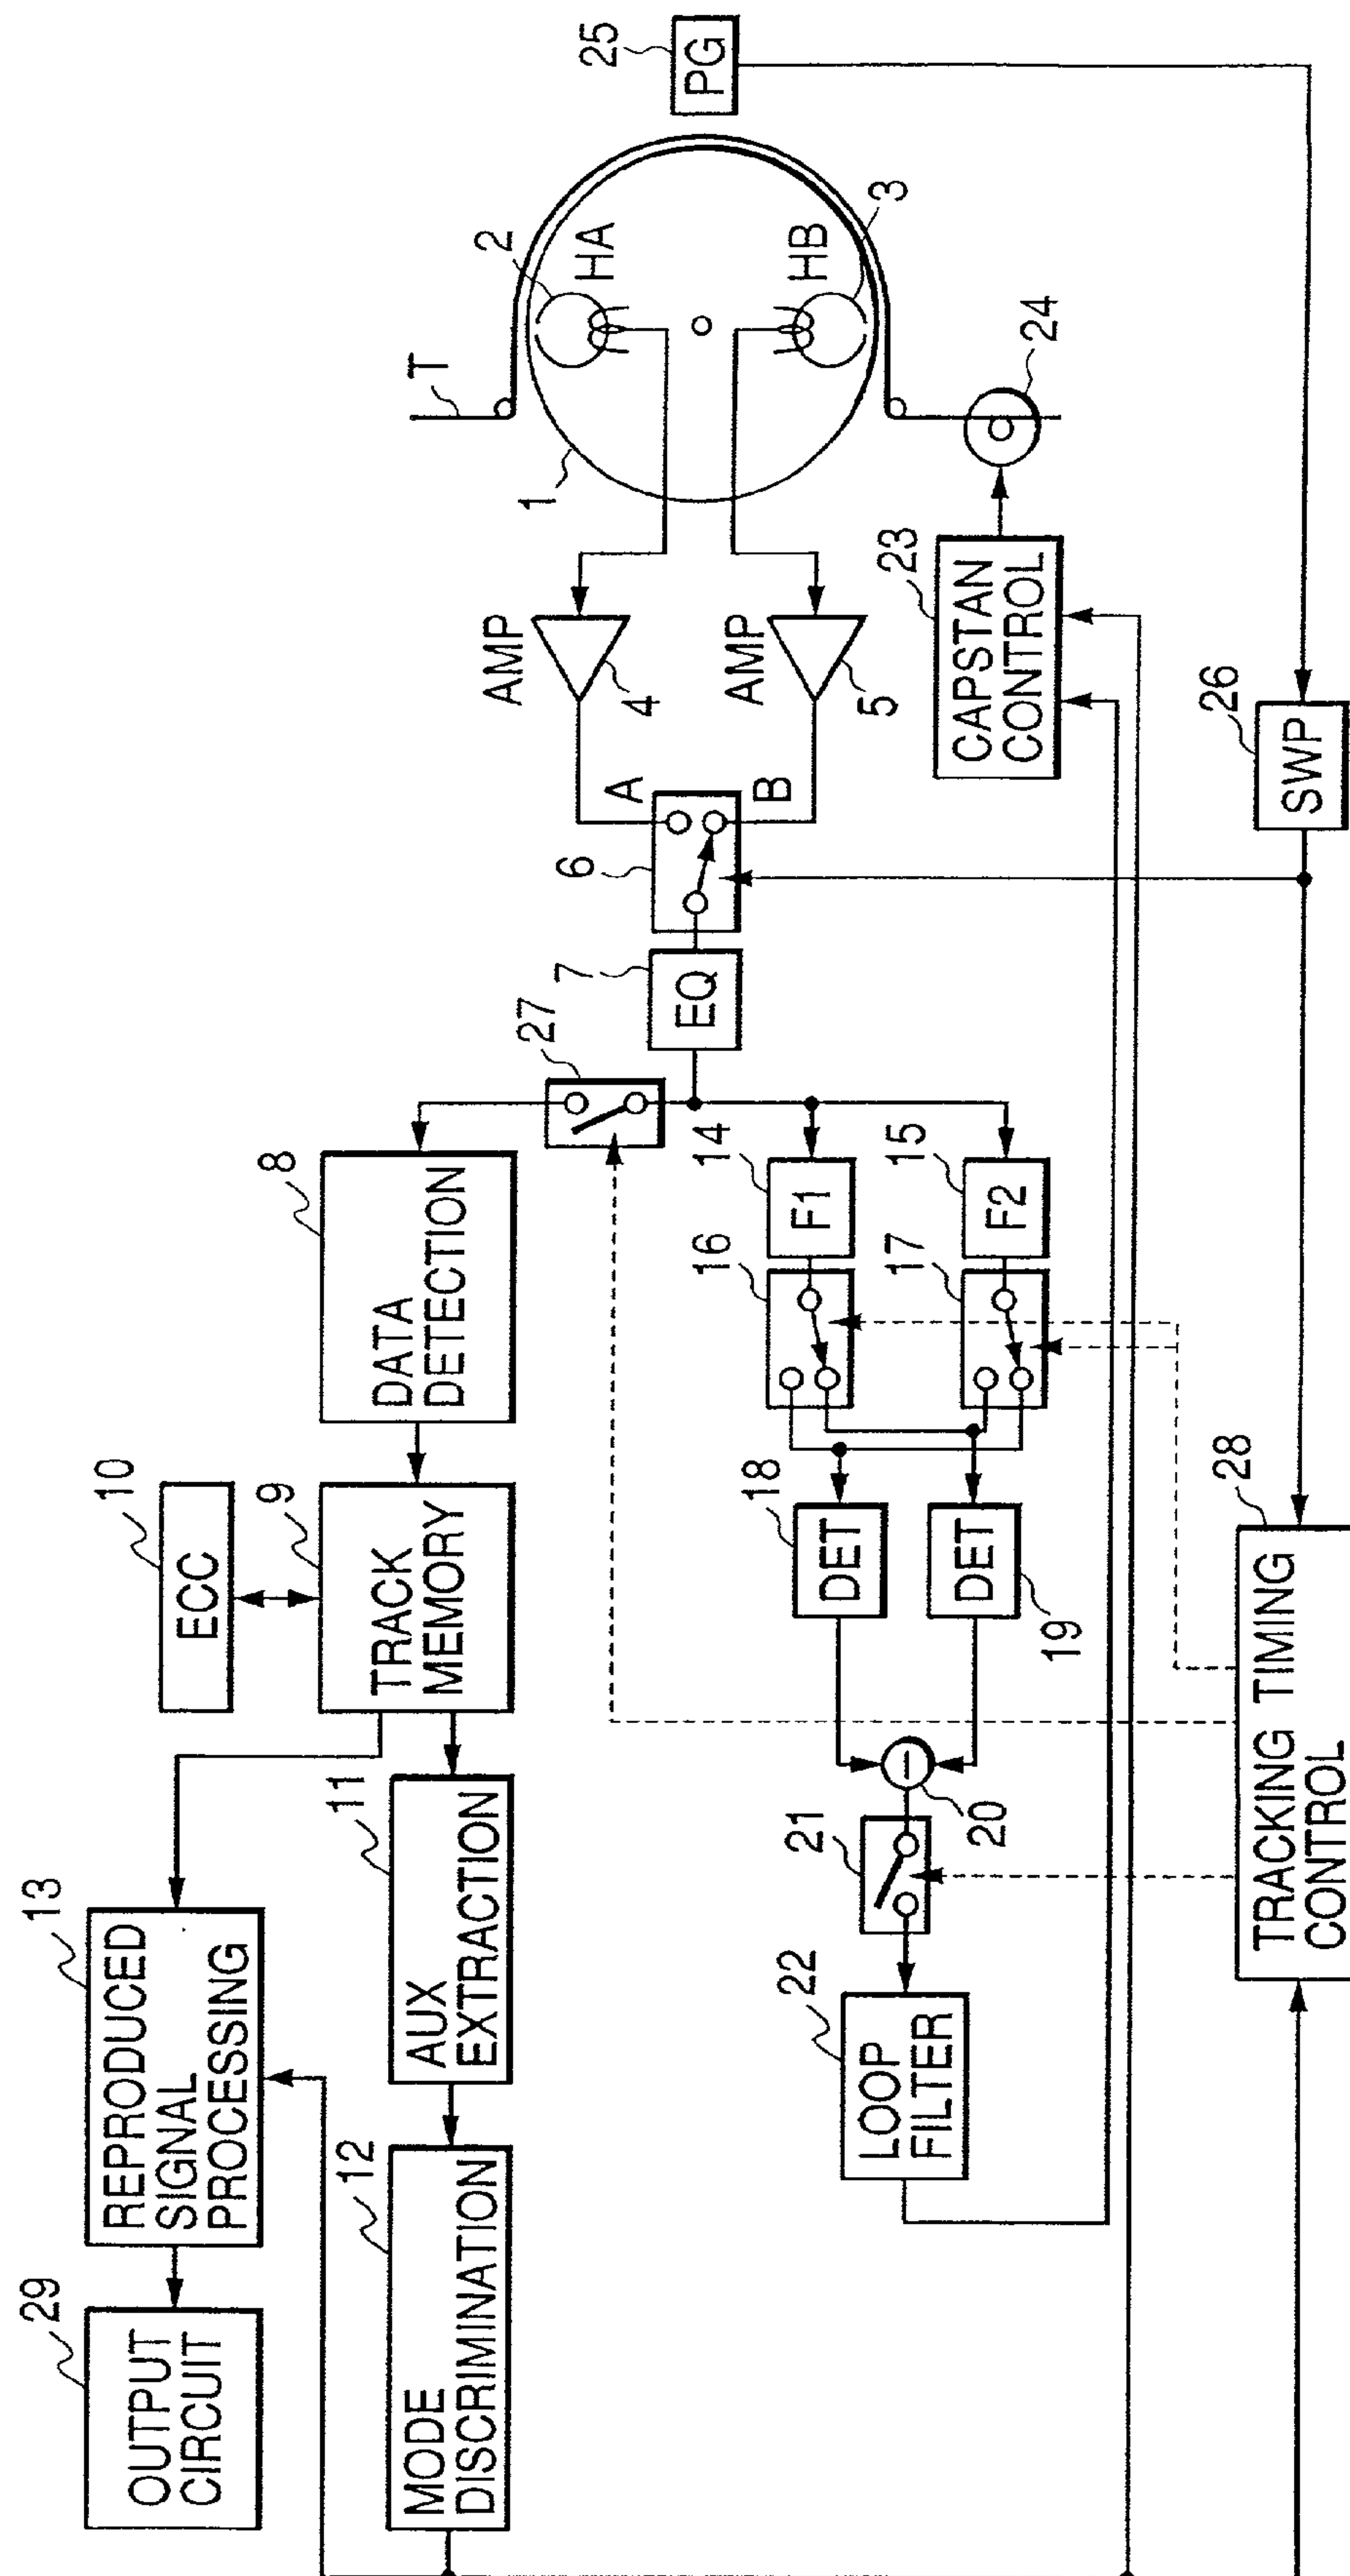 29
OUTPUT
CIRCUIT
13
REPRODUCED
SIGNAL
PROCESSING
10
ECC
12
MODE
DISCRIMINATION
11
AUX
EXTRACTION
9
TRACK
MEMORY
8
DATA
DETECTION
27
T
2
HA
1
AMP
4
25
PG
7
EQ
6
A
B
AMP
5
HB
3
22
LOOP
FILTER
21
20
18
DET
DET
19
16
14
F1
17
15
F2
23
CAPSTAN
CONTROL
24
28
TRACKING TIMING
CONTROL
26
SWP